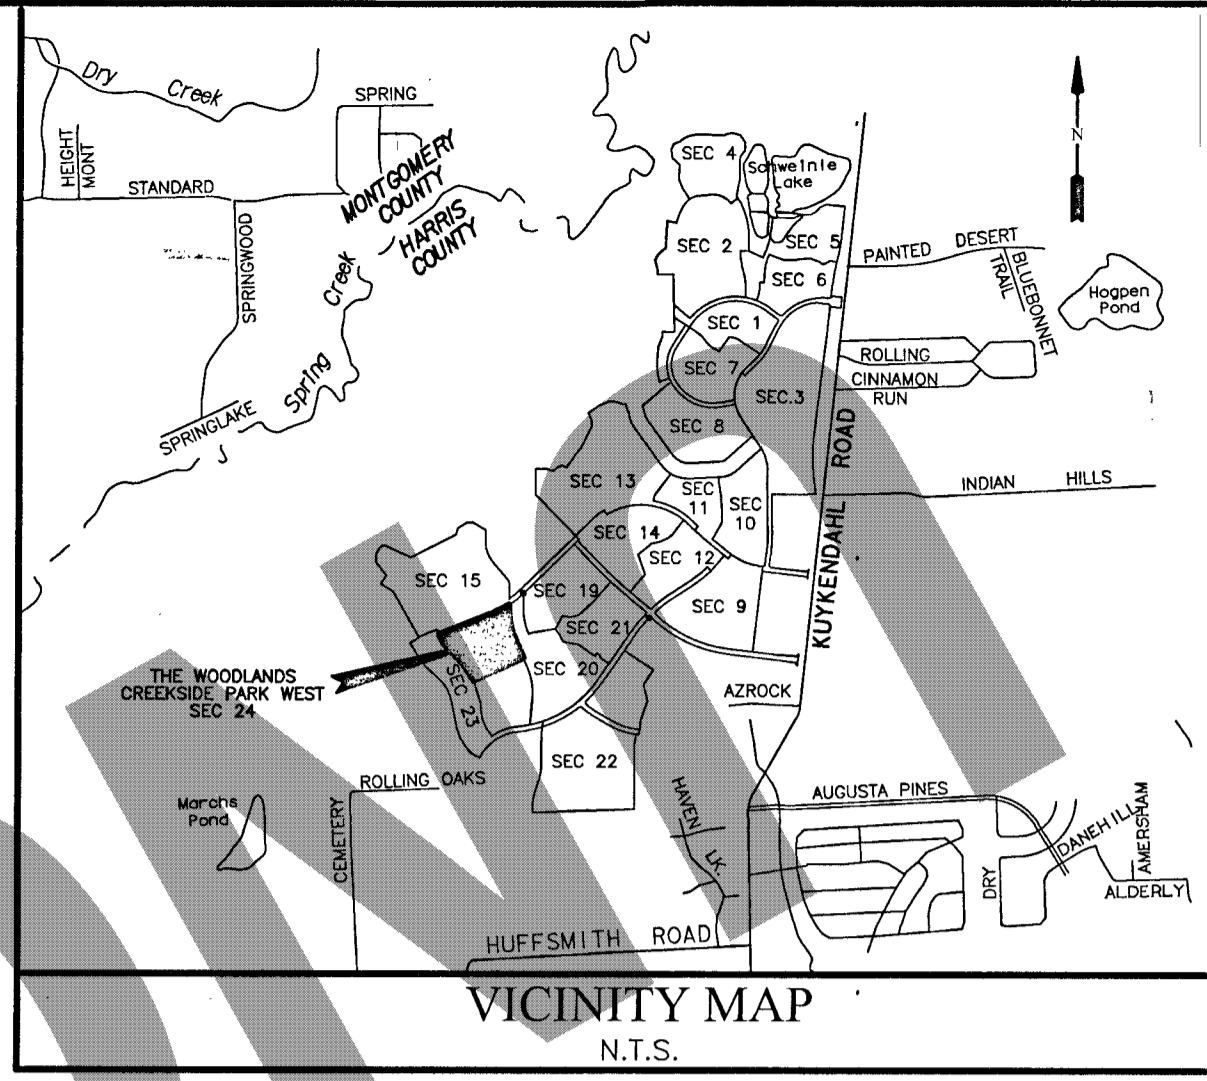 Dry Creek
SPRING
HEIGHT
MONT
STANDARD
MONTGOMERY
COUNTY
HARRIS
COUNTY
SPRINGWOOD
Spring Creek
SPRINGLAKE
N
SEC 4
Schweinle
Lake
SEC 2
SEC 5
SEC 6
PAINTED DESERT
BLUEBONNET
TRAIL
Hogpen
Pond
SEC 1
SEC 7
SEC.3
ROLLING
CINNAMON
RUN
SEC 8
KUYKENDAHL ROAD
SEC 13
SEC
11
SEC
10
INDIAN HILLS
SEC 14
SEC 12
SEC 15
SEC 19
SEC 9
SEC 21
SEC 20
SEC 23
THE WOODLANDS
CREEKSIDE PARK WEST
SEC 24
AZROCK
SEC 22
ROLLING OAKS
CEMETERY
Marchs
Pond
HAVEN
LK.
AUGUSTA PINES
DANEHILL
AMERSHAM
DRY
ALDERLY
HUFFSMITH ROAD
VICINITY MAP
N.T.S.